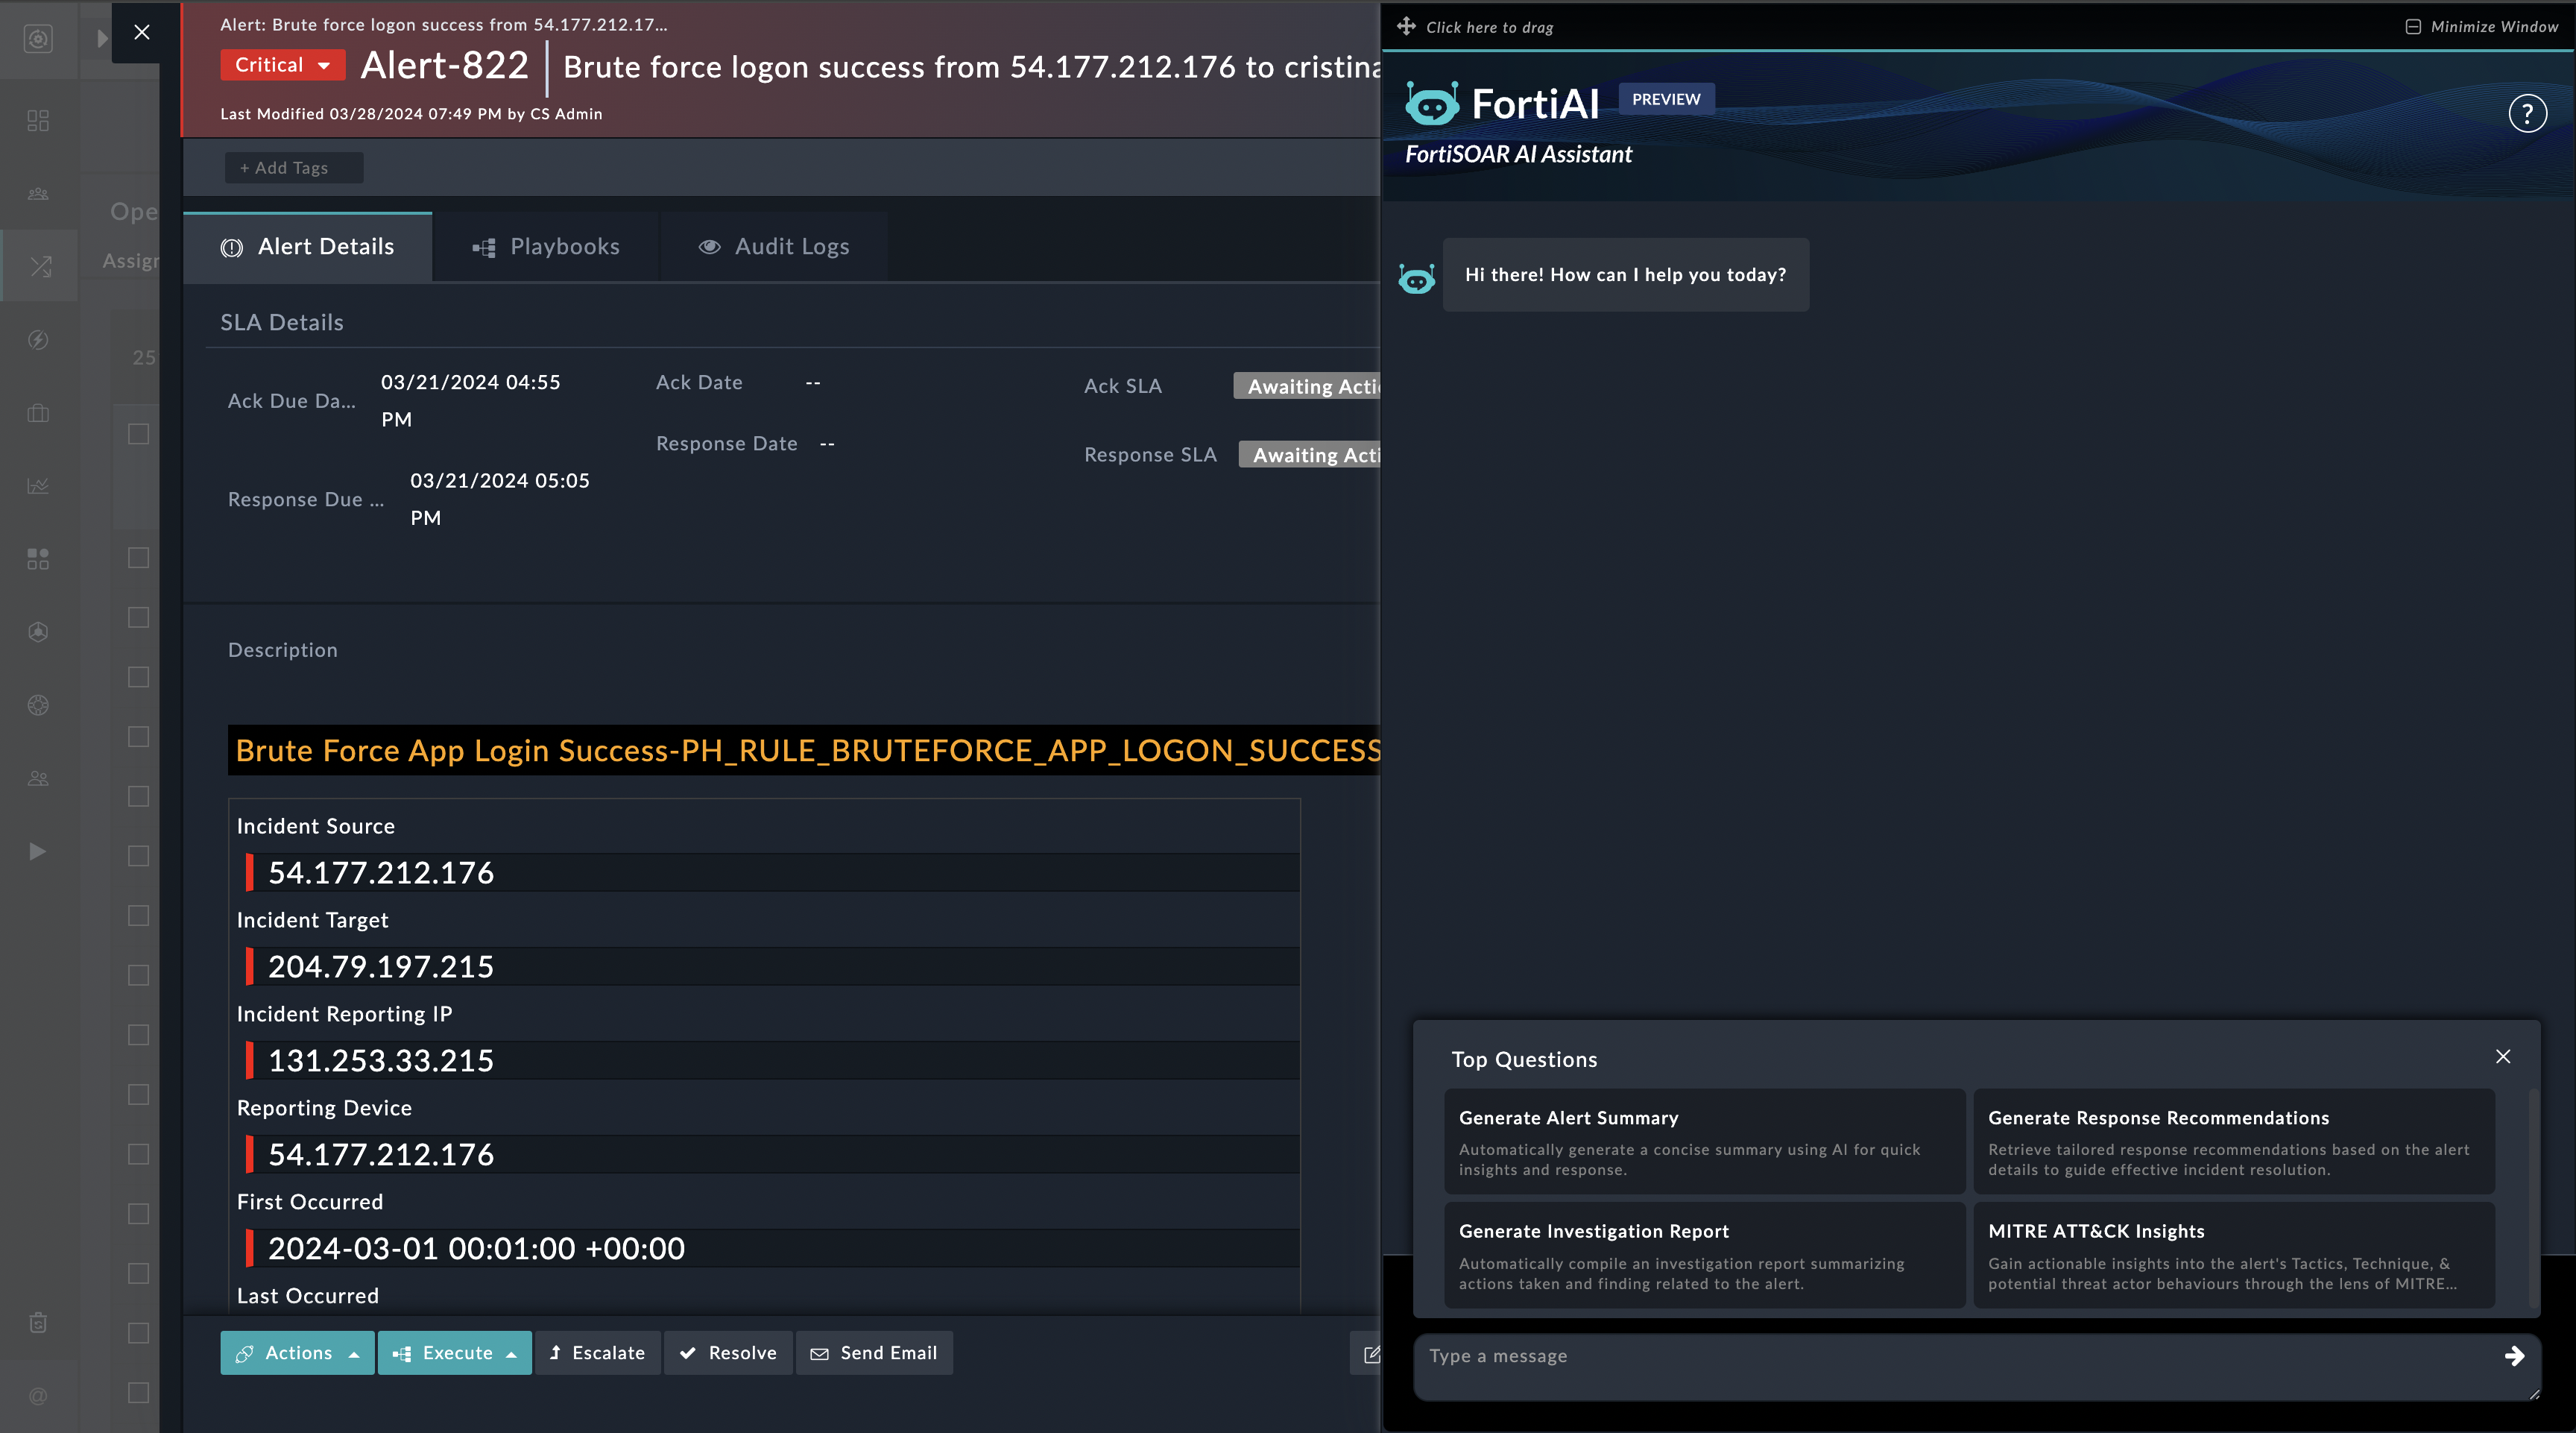 Alert: Brute force logon success from 54.177.212.17...
Critical
Alert-822
Brute force logon success from 54.177.212.176 to cristina
Last Modified 03/28/2024 07:49 PM by CS Admin
+ Add Tags
Ope
Assign
25
Alert Details
Playbooks
Audit Logs
SLA Details
Ack Due Da...
03/21/2024 04:55
PM
Ack Date
--
Ack SLA
Awaiting Acti
Response Due ...
03/21/2024 05:05
PM
Response Date
--
Response SLA
Awaiting Acti
Description
Brute Force App Login Success-PH_RULE_BRUTEFORCE_APP_LOGON_SUCCESS
Incident Source
54.177.212.176
Incident Target
204.79.197.215
Incident Reporting IP
131.253.33.215
Reporting Device
54.177.212.176
First Occurred
2024-03-01 00:01:00 +00:00
Last Occurred
Actions
Execute
Escalate
Resolve
Send Email
@
Click here to drag
Minimize Window
FortiAI
PREVIEW
FortiSOAR AI Assistant
?
Hi there! How can I help you today?
Top Questions
Generate Alert Summary
Automatically generate a concise summary using AI for quick
insights and response.
Generate Response Recommendations
Retrieve tailored response recommendations based on the alert
details to guide effective incident resolution.
Generate Investigation Report
Automatically compile an investigation report summarizing
actions taken and finding related to the alert.
MITRE ATT&CK Insights
Gain actionable insights into the alert's Tactics, Technique, &
potential threat actor behaviours through the lens of MITRE...
Type a message